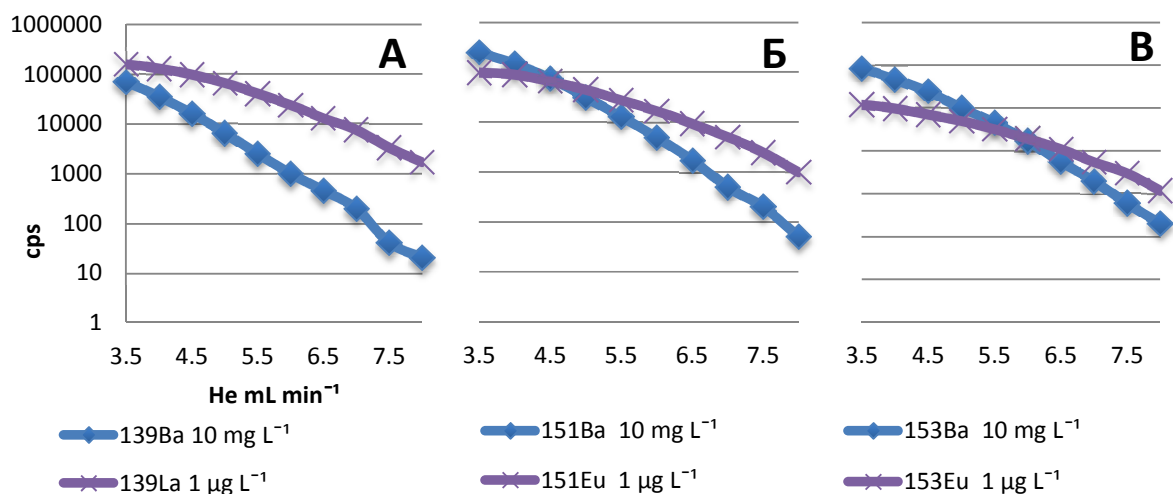 1000000
100000
10000
1000
100
10
1
cps
А
Б
В
3.5 4.5 5.5 6.5 7.5
3.5 4.5 5.5 6.5 7.5
3.5 4.5 5.5 6.5 7.5
He mL min⁻¹
139Ba 10 mg L⁻¹
139La 1 µg L⁻¹
151Ba 10 mg L⁻¹
151Eu 1 µg L⁻¹
153Ba 10 mg L⁻¹
153Eu 1 µg L⁻¹